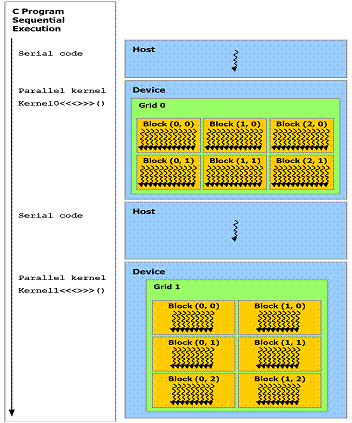 C Program
Sequential
Execution
Serial code
Host
Parallel kernel
Kernel0<<<>>>()
Device
Grid 0
Block (0, 0) Block (1, 0) Block (2, 0)
Block (0, 1) Block (1, 1) Block (2, 1)
Serial code
Host
Parallel kernel
Kernel1<<<>>>()
Device
Grid 1
Block (0, 0) Block (1, 0)
Block (0, 1) Block (1, 1)
Block (0, 2) Block (1, 2)